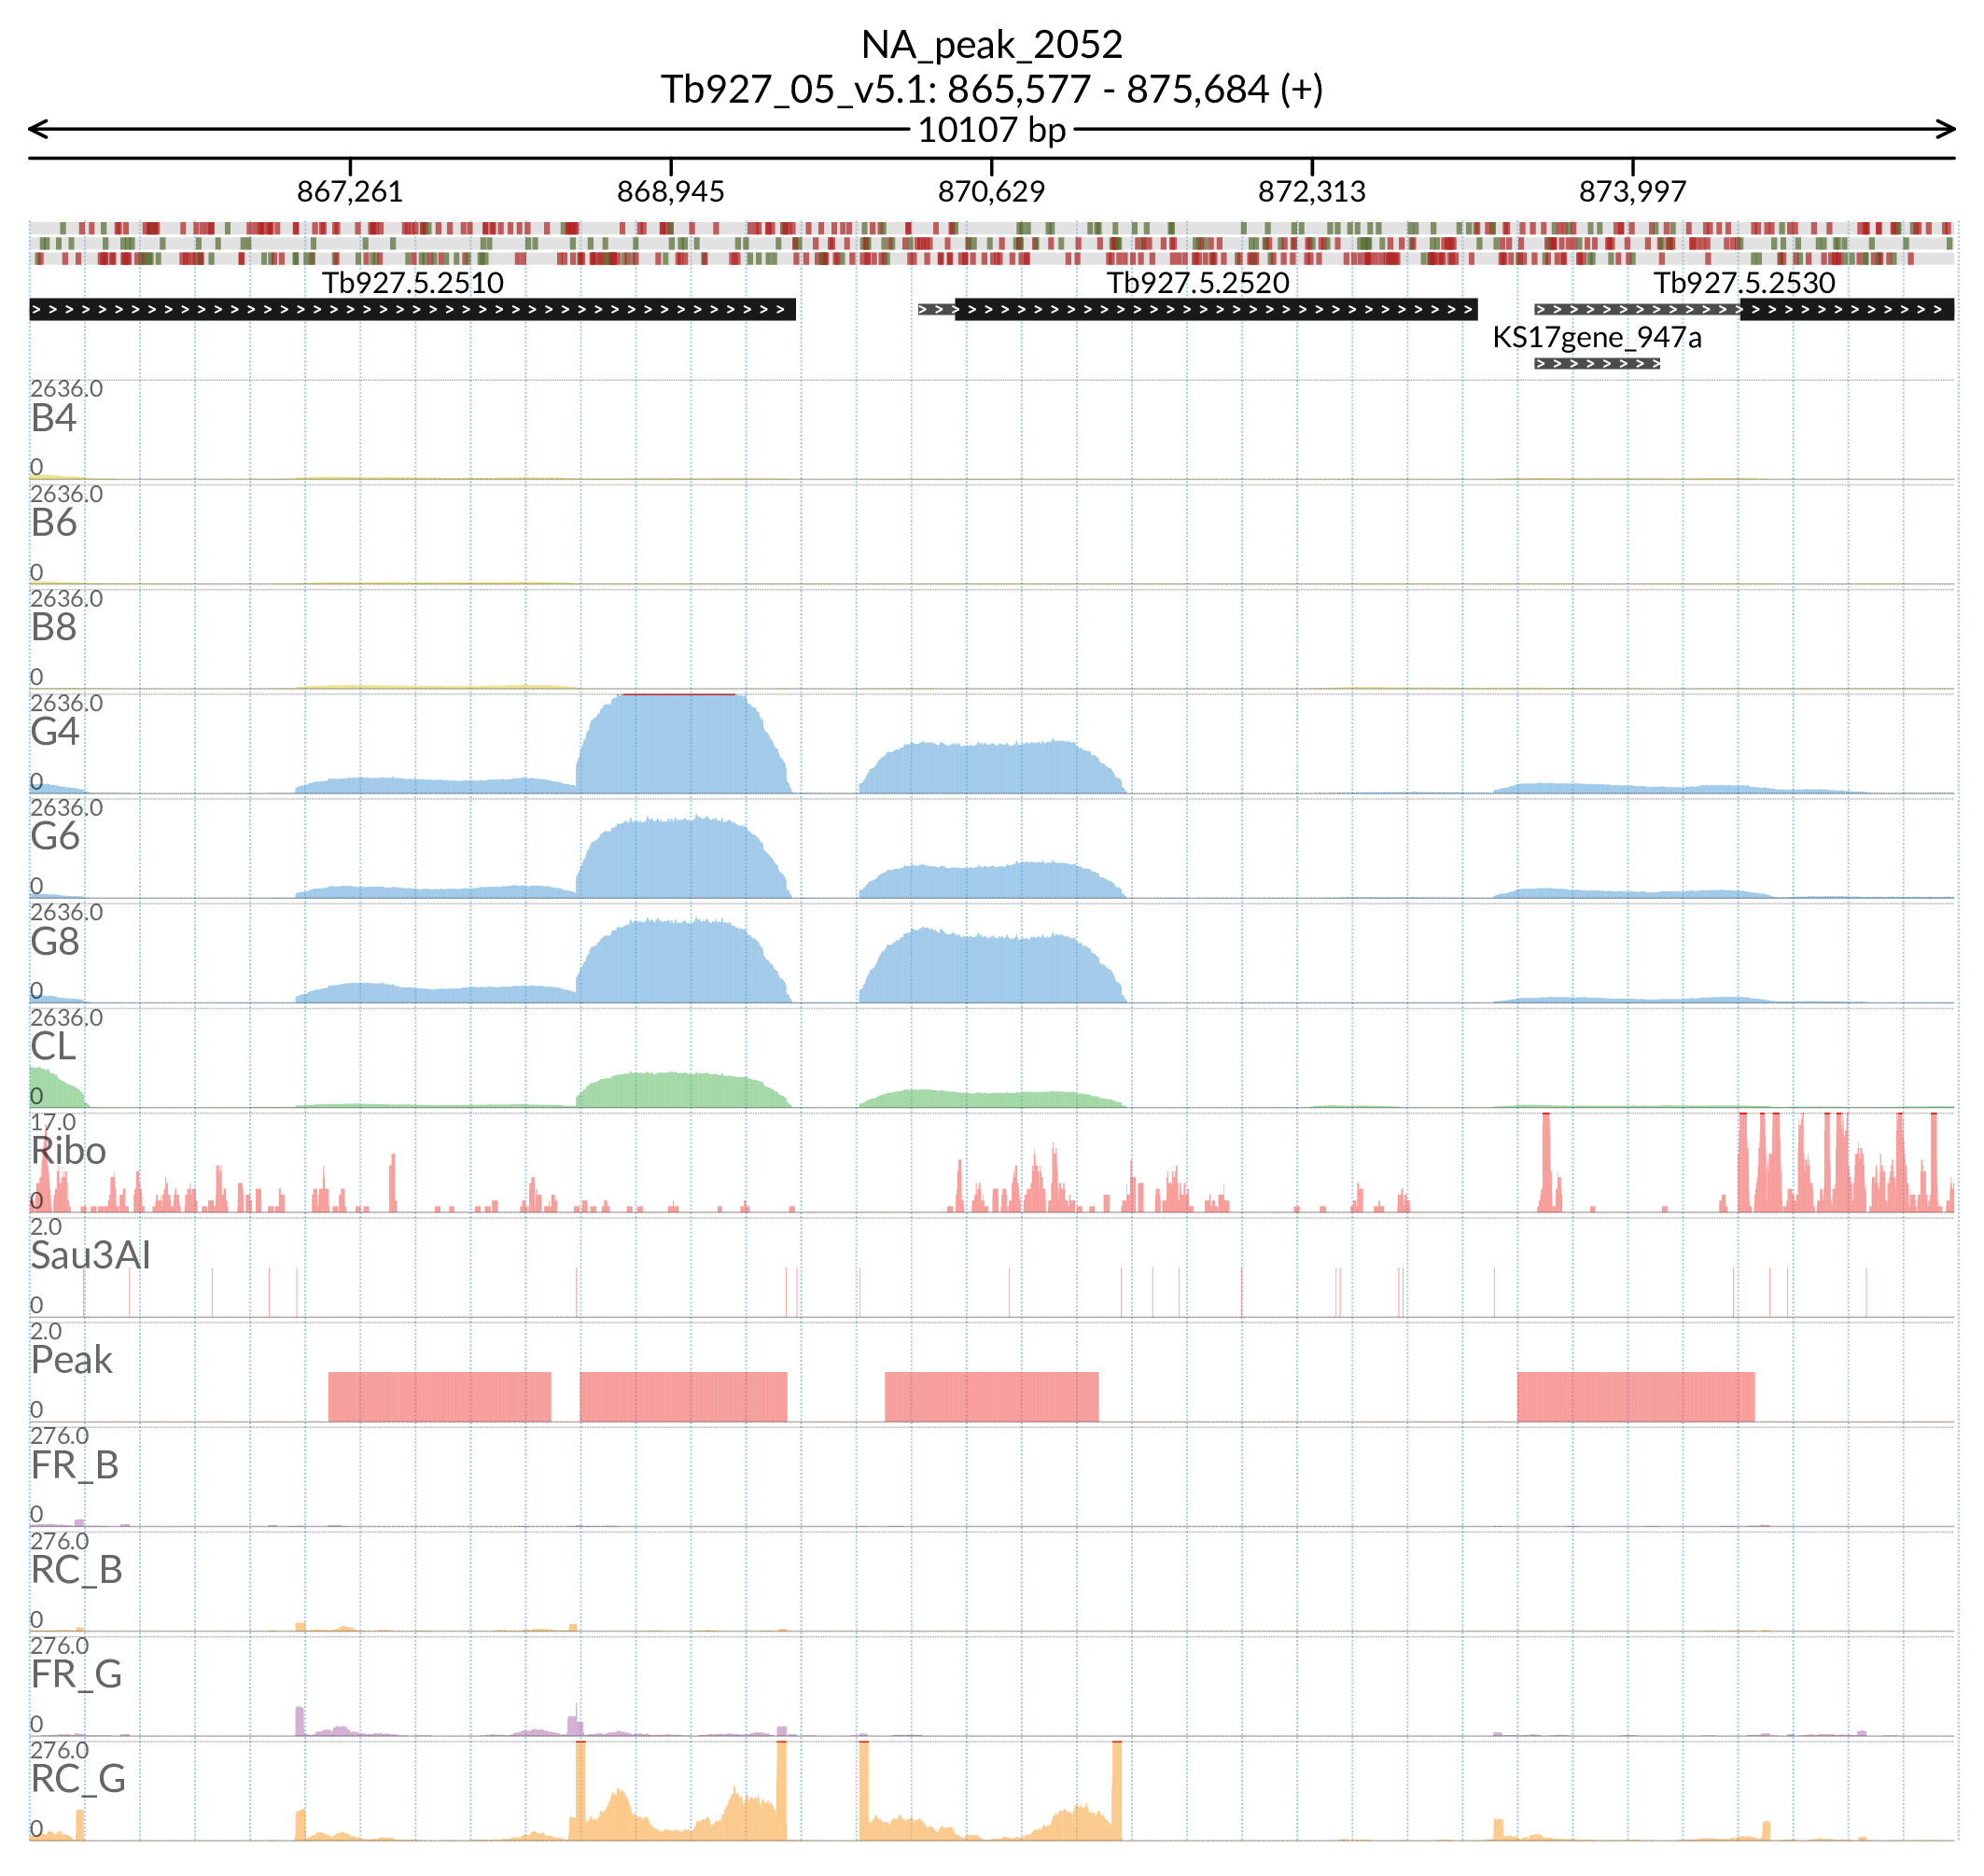 NA_peak_2052
Tb927_05_v5.1: 865,577 - 875,684 (+)
10107 bp
867,261 868,945 870,629 872,313 873,997
Tb927.5.2510 Tb927.5.2520 Tb927.5.2530
KS17gene_947a
2636.0
B4
0
2636.0
B6
0
2636.0
B8
0
2636.0
G4
0
2636.0
G6
0
2636.0
G8
0
2636.0
CL
0
17.0
Ribo
0
2.0
Sau3AI
0
2.0
Peak
0
276.0
FR_B
0
276.0
RC_B
0
276.0
FR_G
0
276.0
RC_G
0